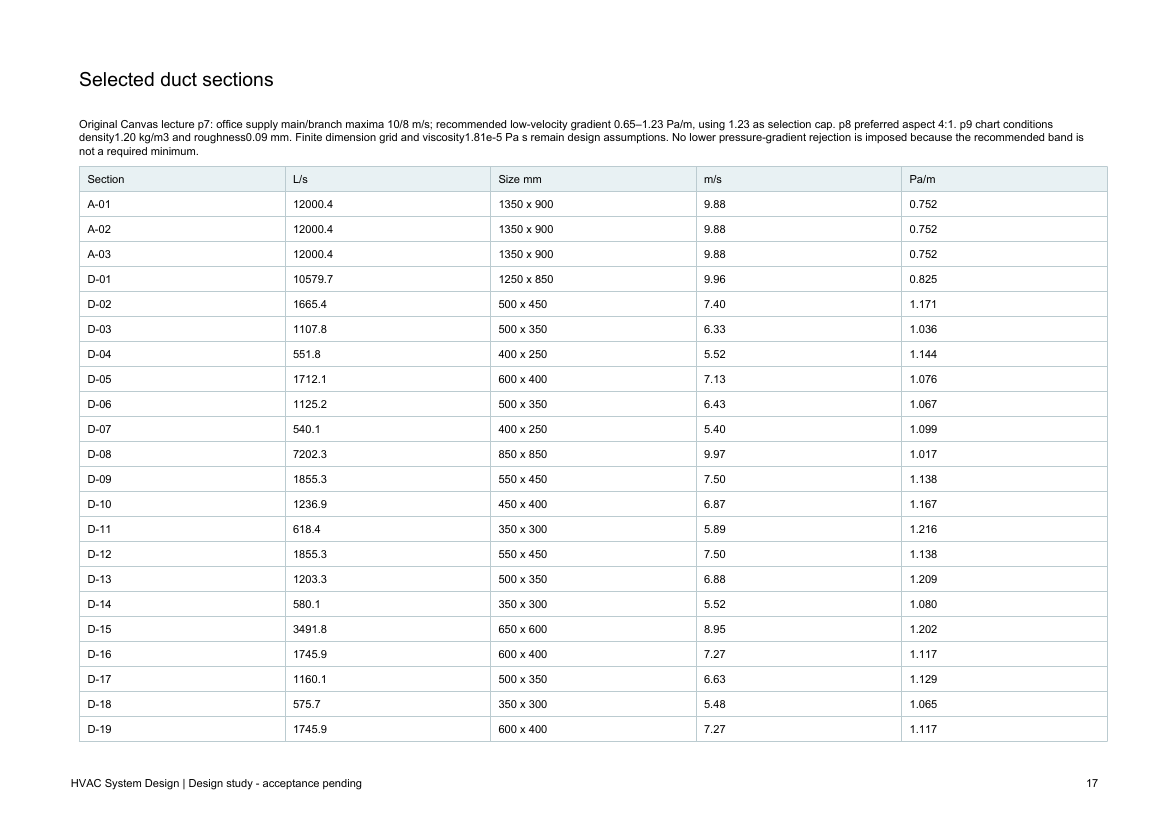 Selected duct sections
Original Canvas lecture p7: office supply main/branch maxima 10/8 m/s; recommended low-velocity gradient 0.65–1.23 Pa/m, using 1.23 as selection cap. p8 preferred aspect 4:1. p9 chart conditions
density1.20 kg/m3 and roughness0.09 mm. Finite dimension grid and viscosity1.81e-5 Pa s remain design assumptions. No lower pressure-gradient rejection is imposed because the recommended band is
not a required minimum.
Section L/s Size mm m/s Pa/m
A-01 12000.4 1350 x 900 9.88 0.752
A-02 12000.4 1350 x 900 9.88 0.752
A-03 12000.4 1350 x 900 9.88 0.752
D-01 10579.7 1250 x 850 9.96 0.825
D-02 1665.4 500 x 450 7.40 1.171
D-03 1107.8 500 x 350 6.33 1.036
D-04 551.8 400 x 250 5.52 1.144
D-05 1712.1 600 x 400 7.13 1.076
D-06 1125.2 500 x 350 6.43 1.067
D-07 540.1 400 x 250 5.40 1.099
D-08 7202.3 850 x 850 9.97 1.017
D-09 1855.3 550 x 450 7.50 1.138
D-10 1236.9 450 x 400 6.87 1.167
D-11 618.4 350 x 300 5.89 1.216
D-12 1855.3 550 x 450 7.50 1.138
D-13 1203.3 500 x 350 6.88 1.209
D-14 580.1 350 x 300 5.52 1.080
D-15 3491.8 650 x 600 8.95 1.202
D-16 1745.9 600 x 400 7.27 1.117
D-17 1160.1 500 x 350 6.63 1.129
D-18 575.7 350 x 300 5.48 1.065
D-19 1745.9 600 x 400 7.27 1.117
HVAC System Design | Design study - acceptance pending 17